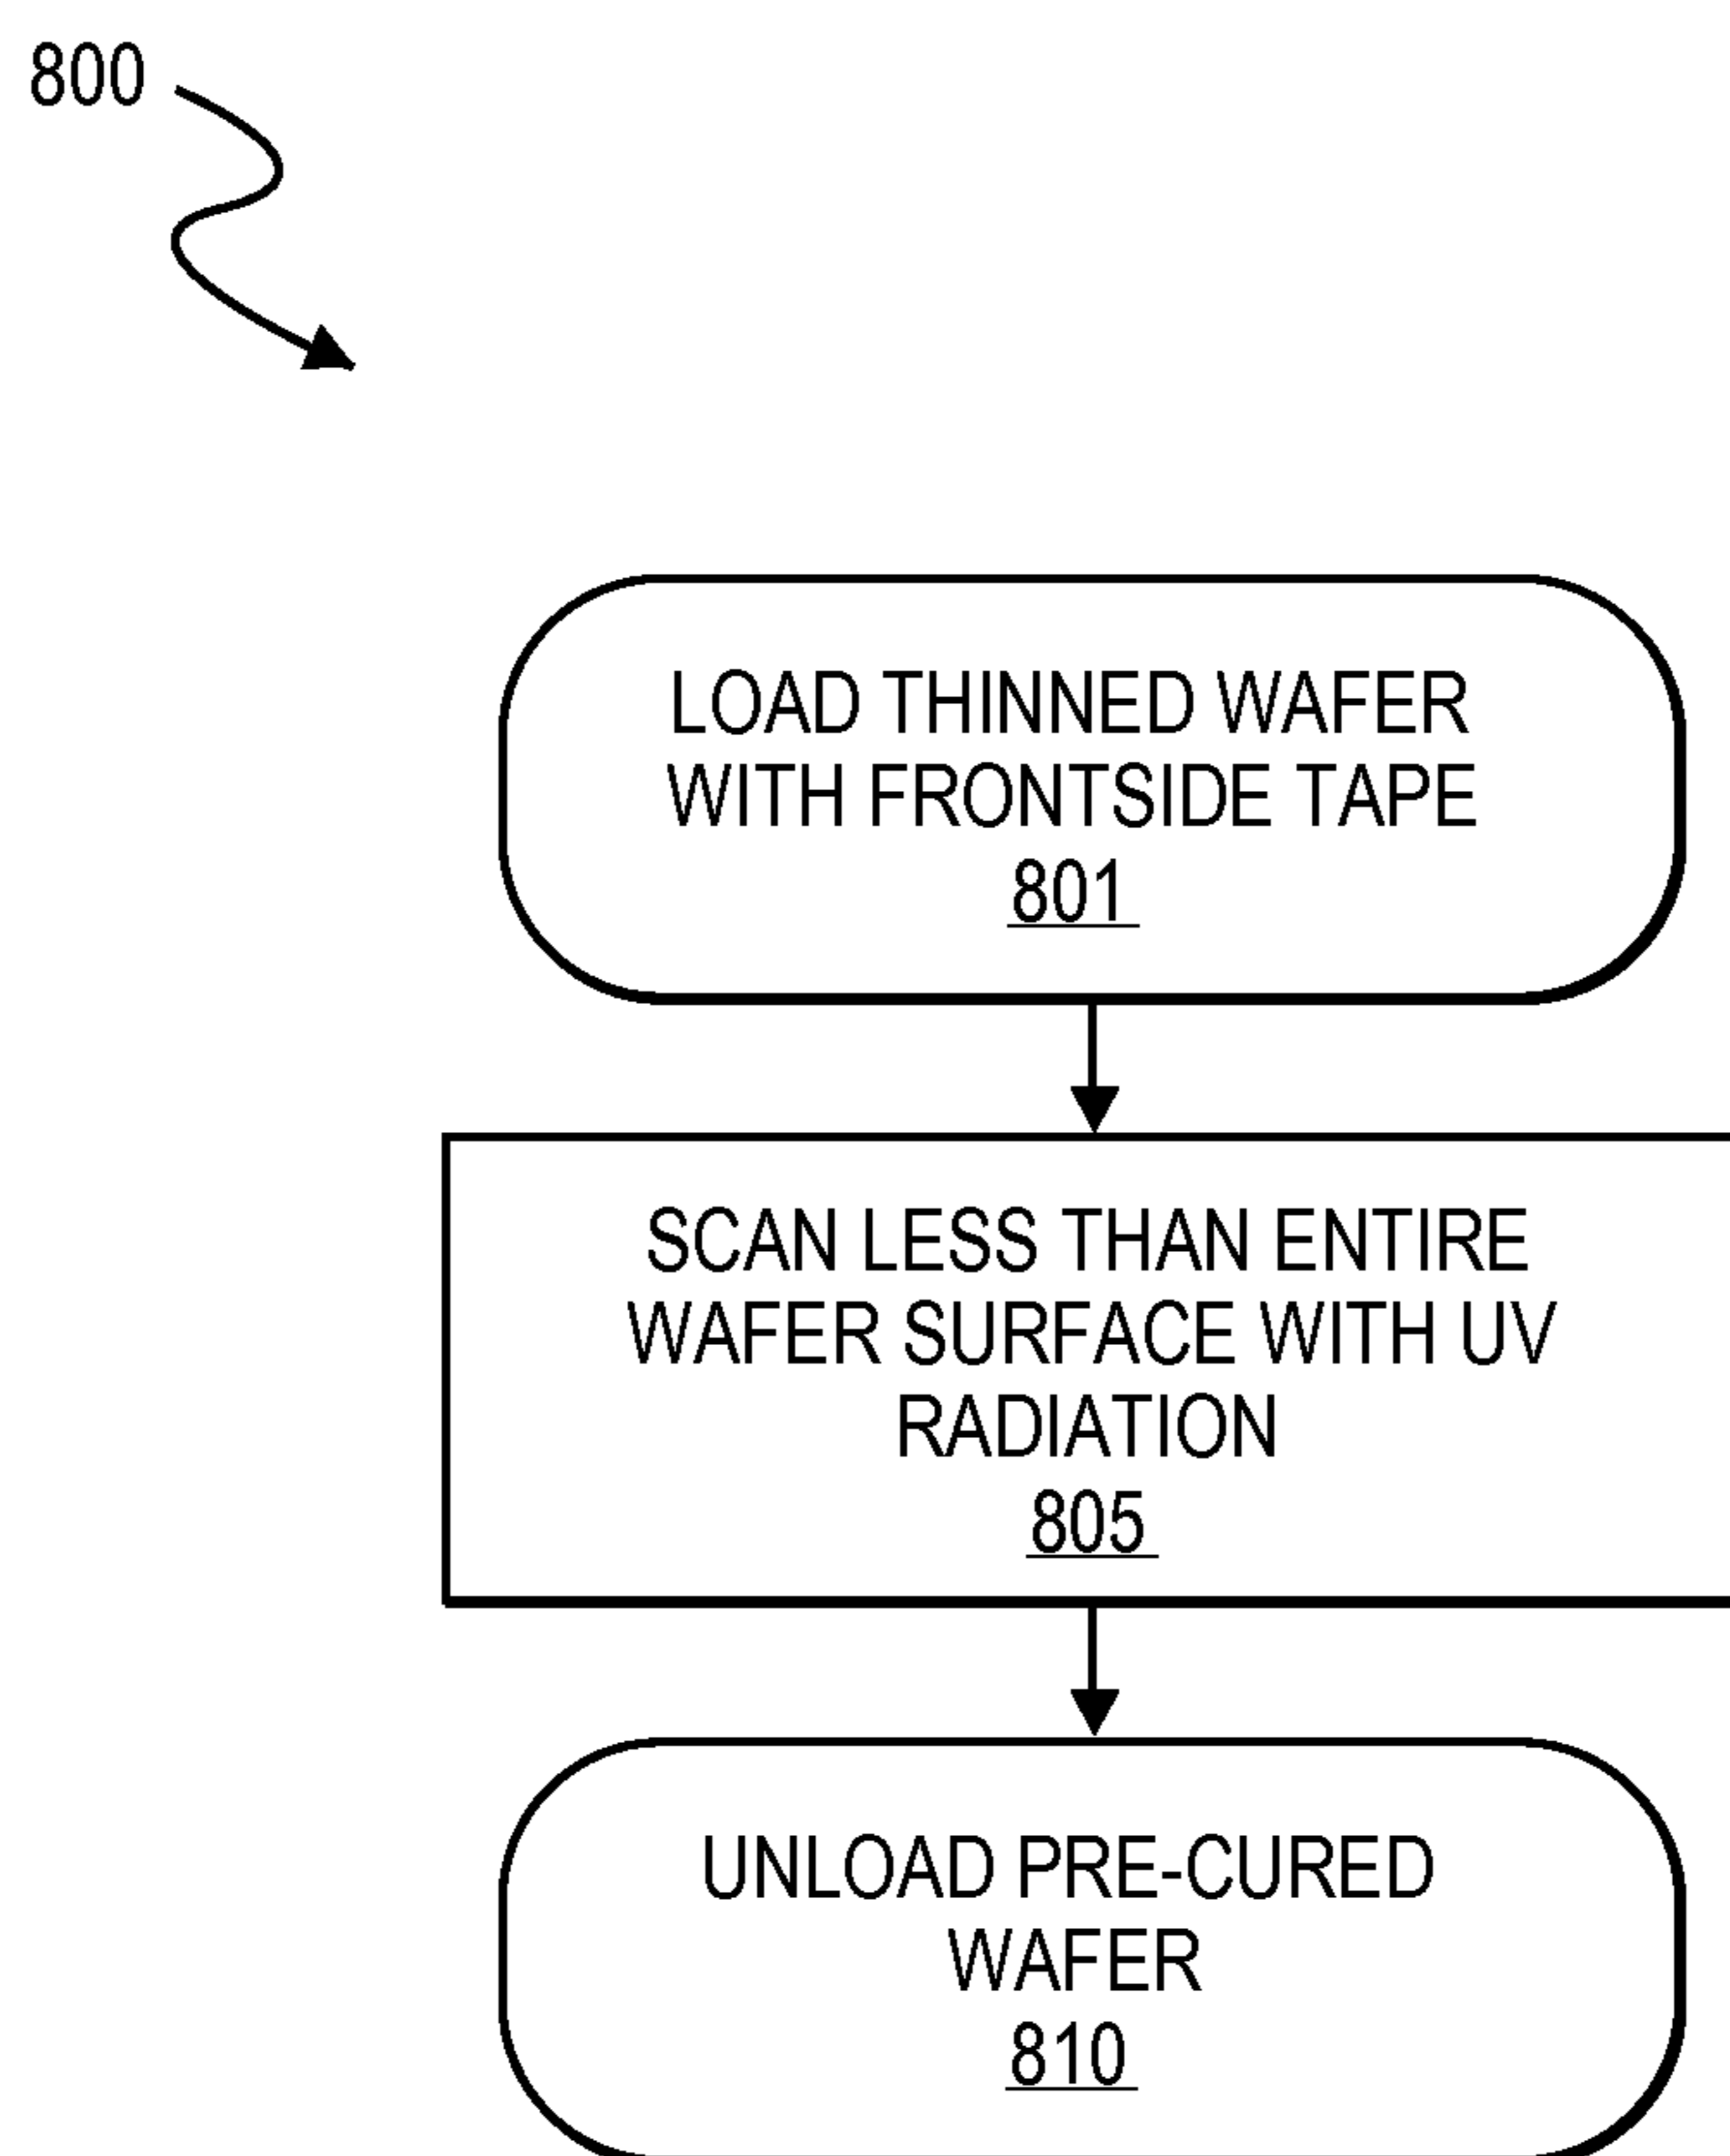 800
LOAD THINNED WAFER
WITH FRONTSIDE TAPE
801
SCAN LESS THAN ENTIRE
WAFER SURFACE WITH UV
RADIATION
805
UNLOAD PRE-CURED
WAFER
810